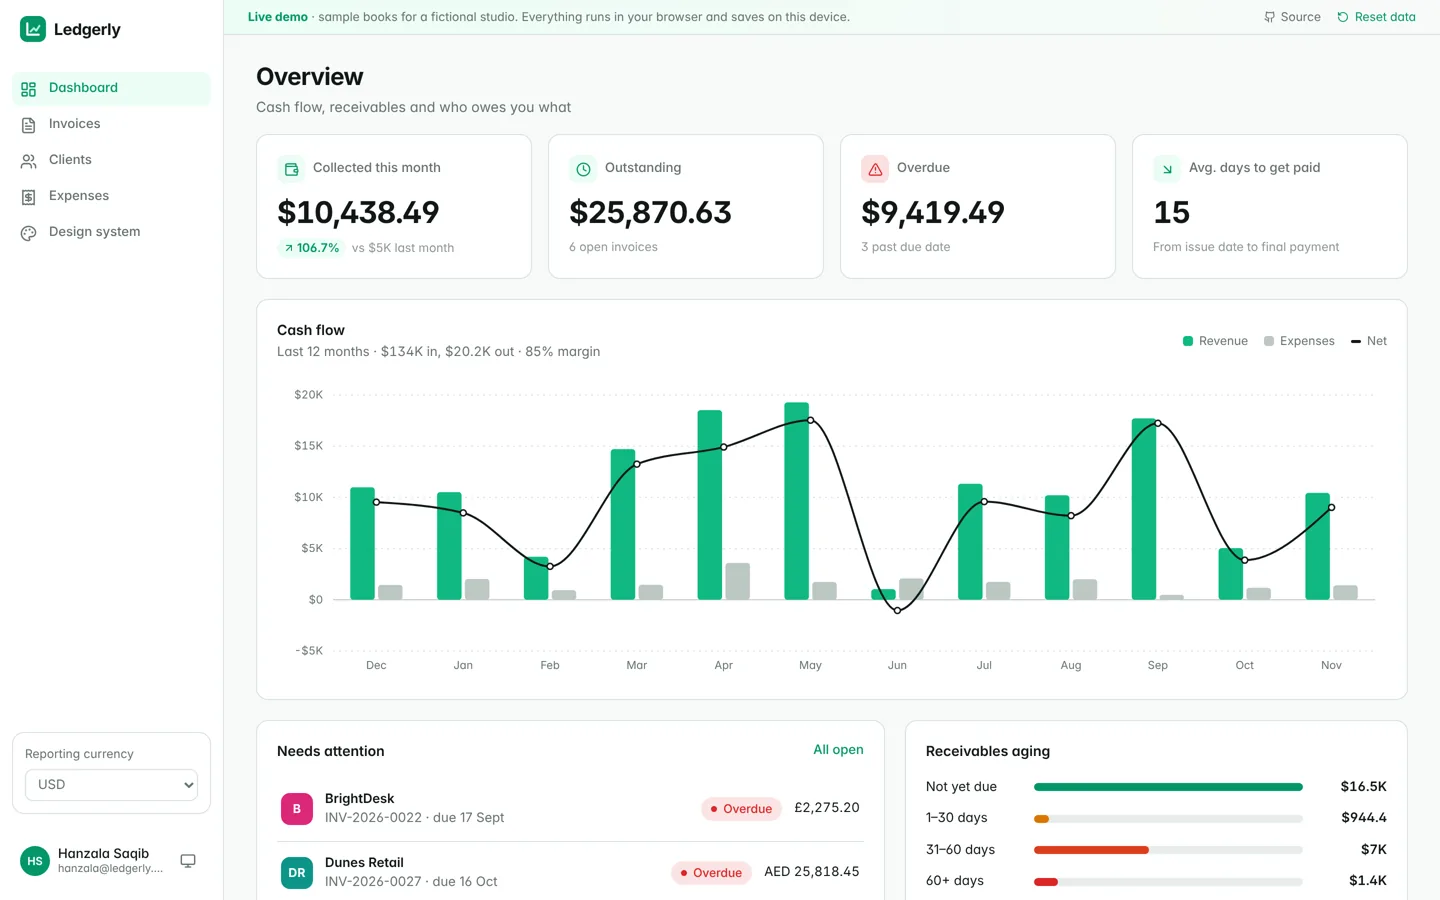 Ledgerly
Dashboard
Invoices
Clients
Expenses
Design system
Reporting currency
USD
HS
Hanzala Saqib
hanzala@ledgerly....
Live demo · sample books for a fictional studio. Everything runs in your browser and saves on this device.
Source
Reset data
Overview
Cash flow, receivables and who owes you what
Collected this month
$10,438.49
106.7% vs $5K last month
Outstanding
$25,870.63
6 open invoices
Overdue
$9,419.49
3 past due date
Avg. days to get paid
15
From issue date to final payment
Cash flow
Last 12 months · $134K in, $20.2K out · 85% margin
Revenue Expenses Net
$20K
$15K
$10K
$5K
$0
-$5K
Dec Jan Feb Mar Apr May Jun Jul Aug Sep Oct Nov
Needs attention
All open
B
BrightDesk
INV-2026-0022 · due 17 Sept
Overdue
£2,275.20
DR
Dunes Retail
INV-2026-0027 · due 16 Oct
Overdue
AED 25,818.45
Receivables aging
Not yet due $16.5K
1–30 days $944.4
31–60 days $7K
60+ days $1.4K